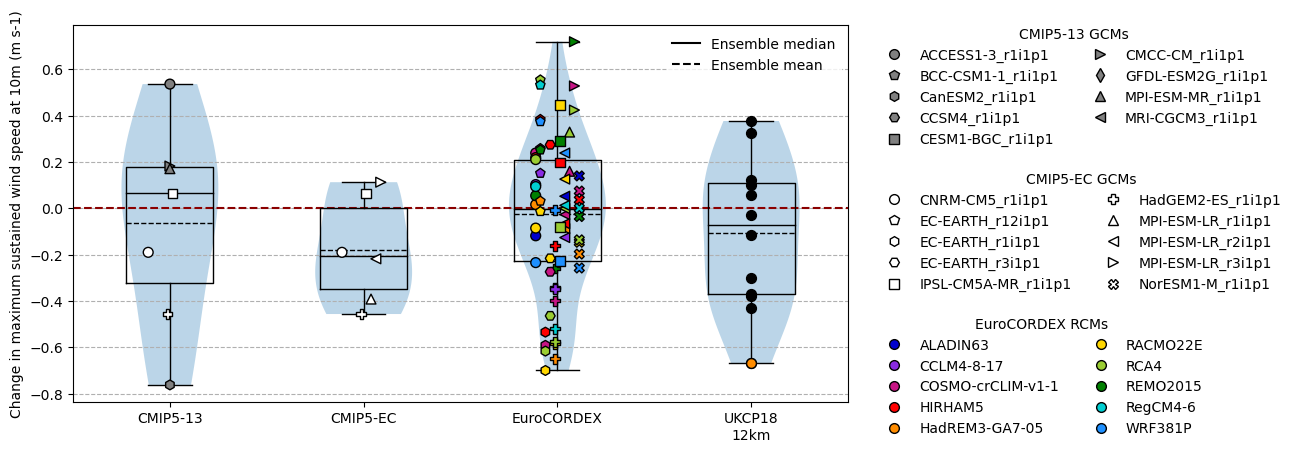 Change in maximum sustained wind speed at 10m (m s-1)
0.6
0.4
0.2
0.0
−0.2
−0.4
−0.6
−0.8
Ensemble median
Ensemble mean
CMIP5-13
CMIP5-EC
EuroCORDEX
UKCP18
12km
CMIP5-13 GCMs
ACCESS1-3_r1i1p1
BCC-CSM1-1_r1i1p1
CanESM2_r1i1p1
CCSM4_r1i1p1
CESM1-BGC_r1i1p1
CMCC-CM_r1i1p1
GFDL-ESM2G_r1i1p1
MPI-ESM-MR_r1i1p1
MRI-CGCM3_r1i1p1
CMIP5-EC GCMs
CNRM-CM5_r1i1p1
EC-EARTH_r12i1p1
EC-EARTH_r1i1p1
EC-EARTH_r3i1p1
IPSL-CM5A-MR_r1i1p1
HadGEM2-ES_r1i1p1
MPI-ESM-LR_r1i1p1
MPI-ESM-LR_r2i1p1
MPI-ESM-LR_r3i1p1
NorESM1-M_r1i1p1
EuroCORDEX RCMs
ALADIN63
CCLM4-8-17
COSMO-crCLIM-v1-1
HIRHAM5
HadREM3-GA7-05
RACMO22E
RCA4
REMO2015
RegCM4-6
WRF381P